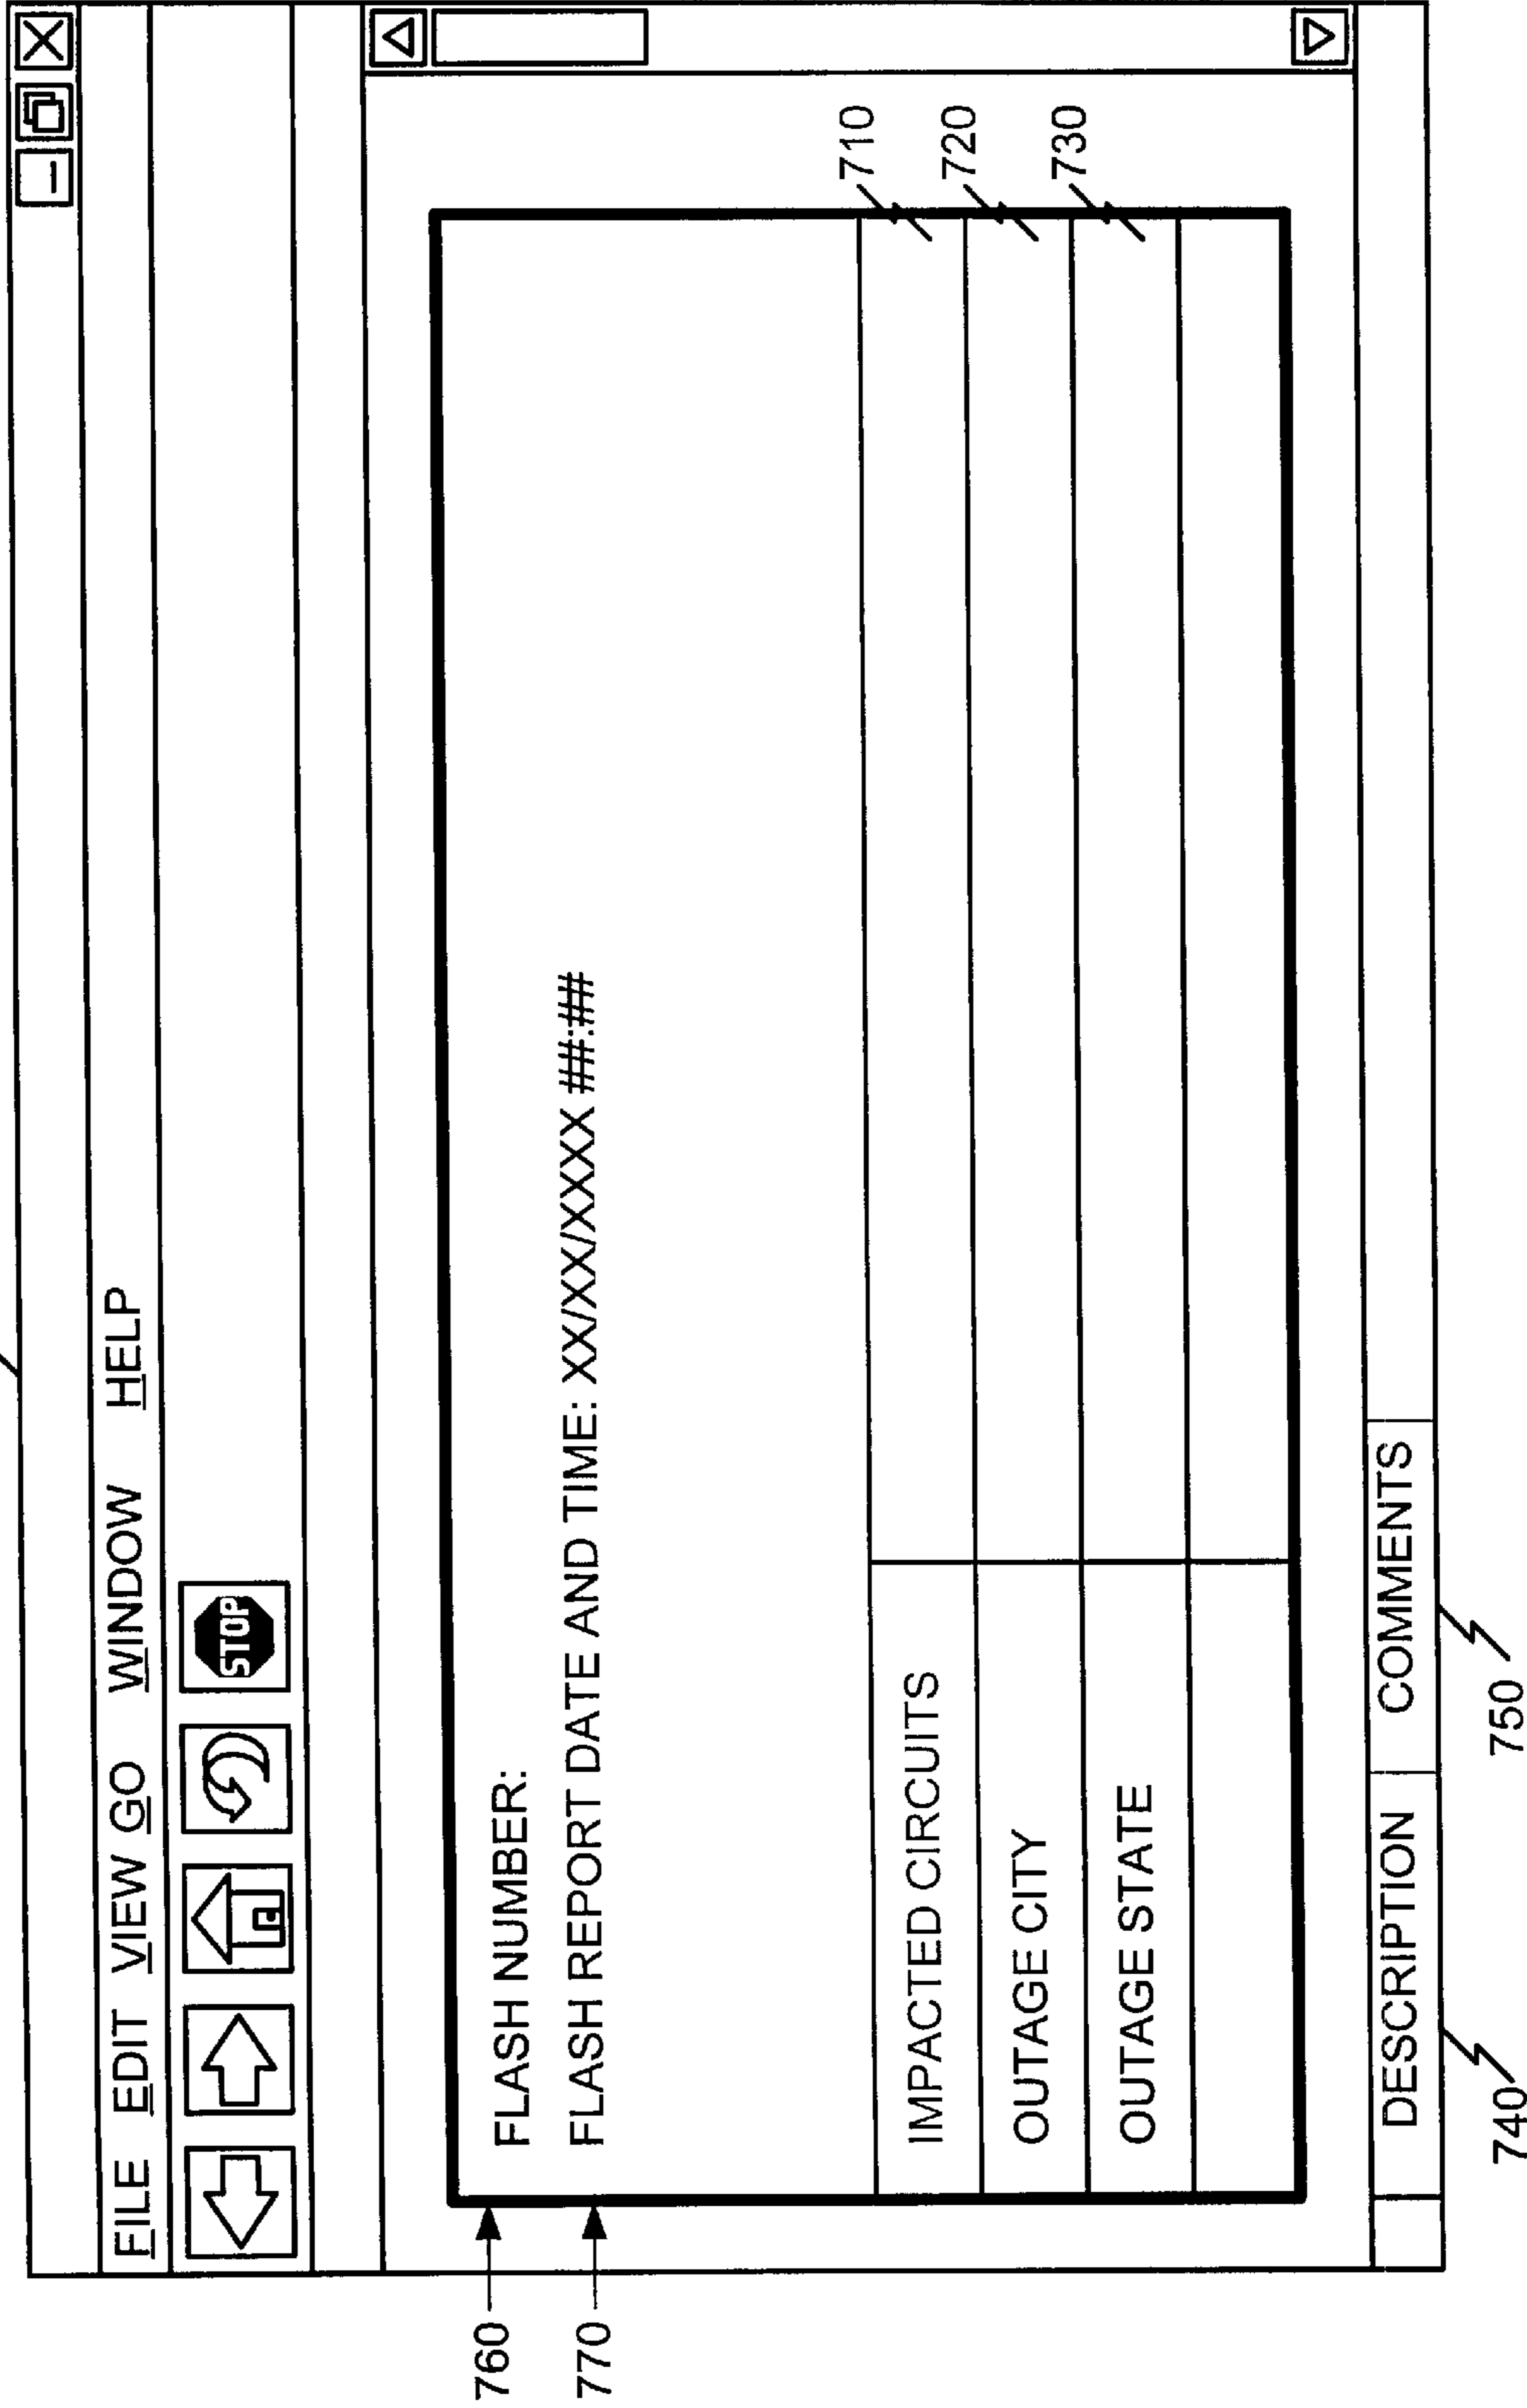 FILE EDIT VIEW GO WINDOW HELP
STOP
760
FLASH NUMBER:
770
FLASH REPORT DATE AND TIME: XX/XX/XXXX ##:##
IMPACTED CIRCUITS
710
OUTAGE CITY
720
OUTAGE STATE
730
DESCRIPTION COMMENTS
740
750